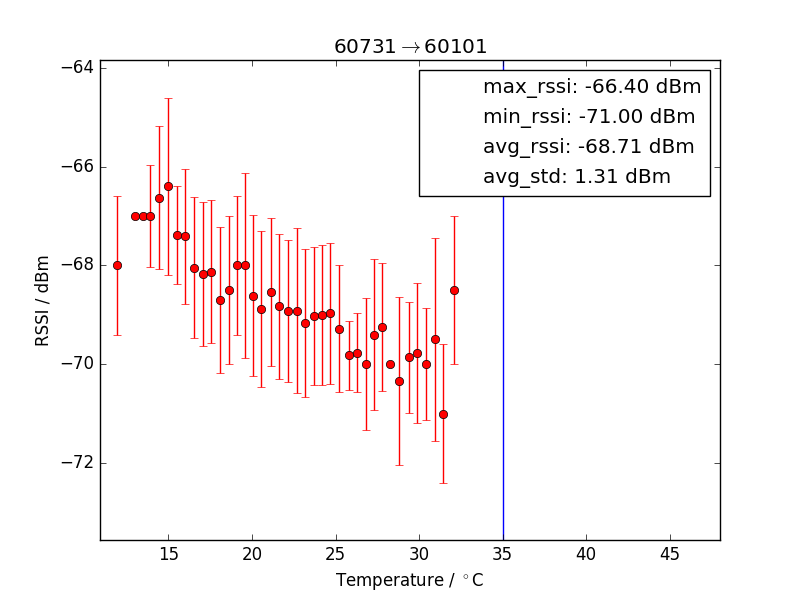 60731→60101
max_rssi: -66.40 dBm
min_rssi: -71.00 dBm
avg_rssi: -68.71 dBm
avg_std: 1.31 dBm
RSSI / dBm
−64
−66
−68
−70
−72
15 20 25 30 35 40 45
Temperature / °C